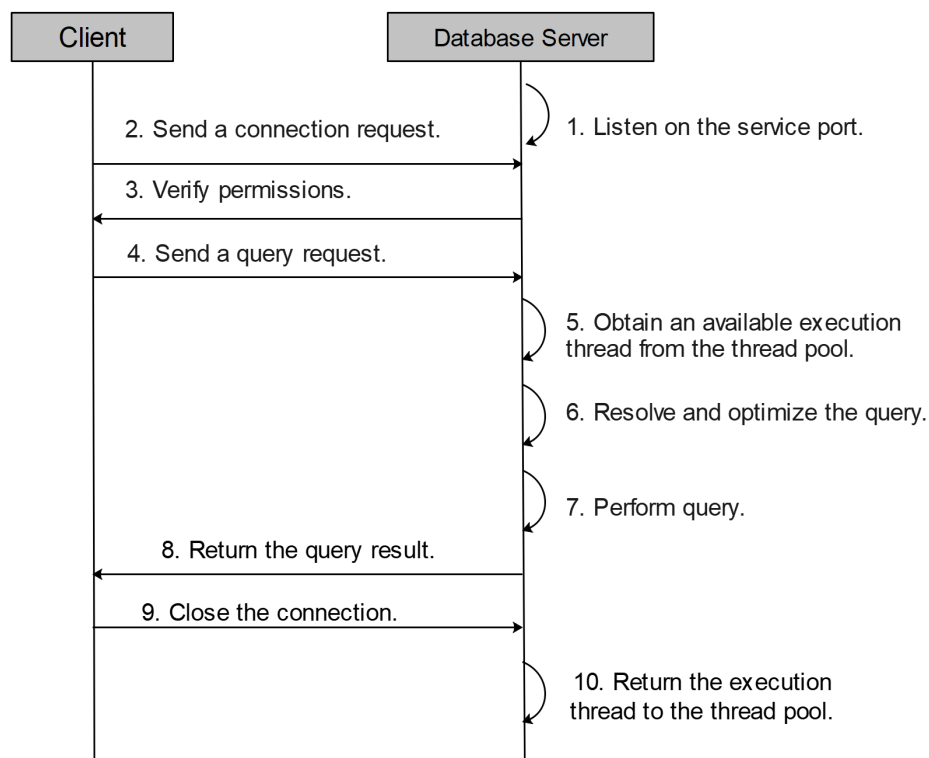 Client
Database Server
1. Listen on the service port.
2. Send a connection request.
3. Verify permissions.
4. Send a query request.
5. Obtain an available execution
thread from the thread pool.
6. Resolve and optimize the query.
7. Perform query.
8. Return the query result.
9. Close the connection.
10. Return the execution
thread to the thread pool.